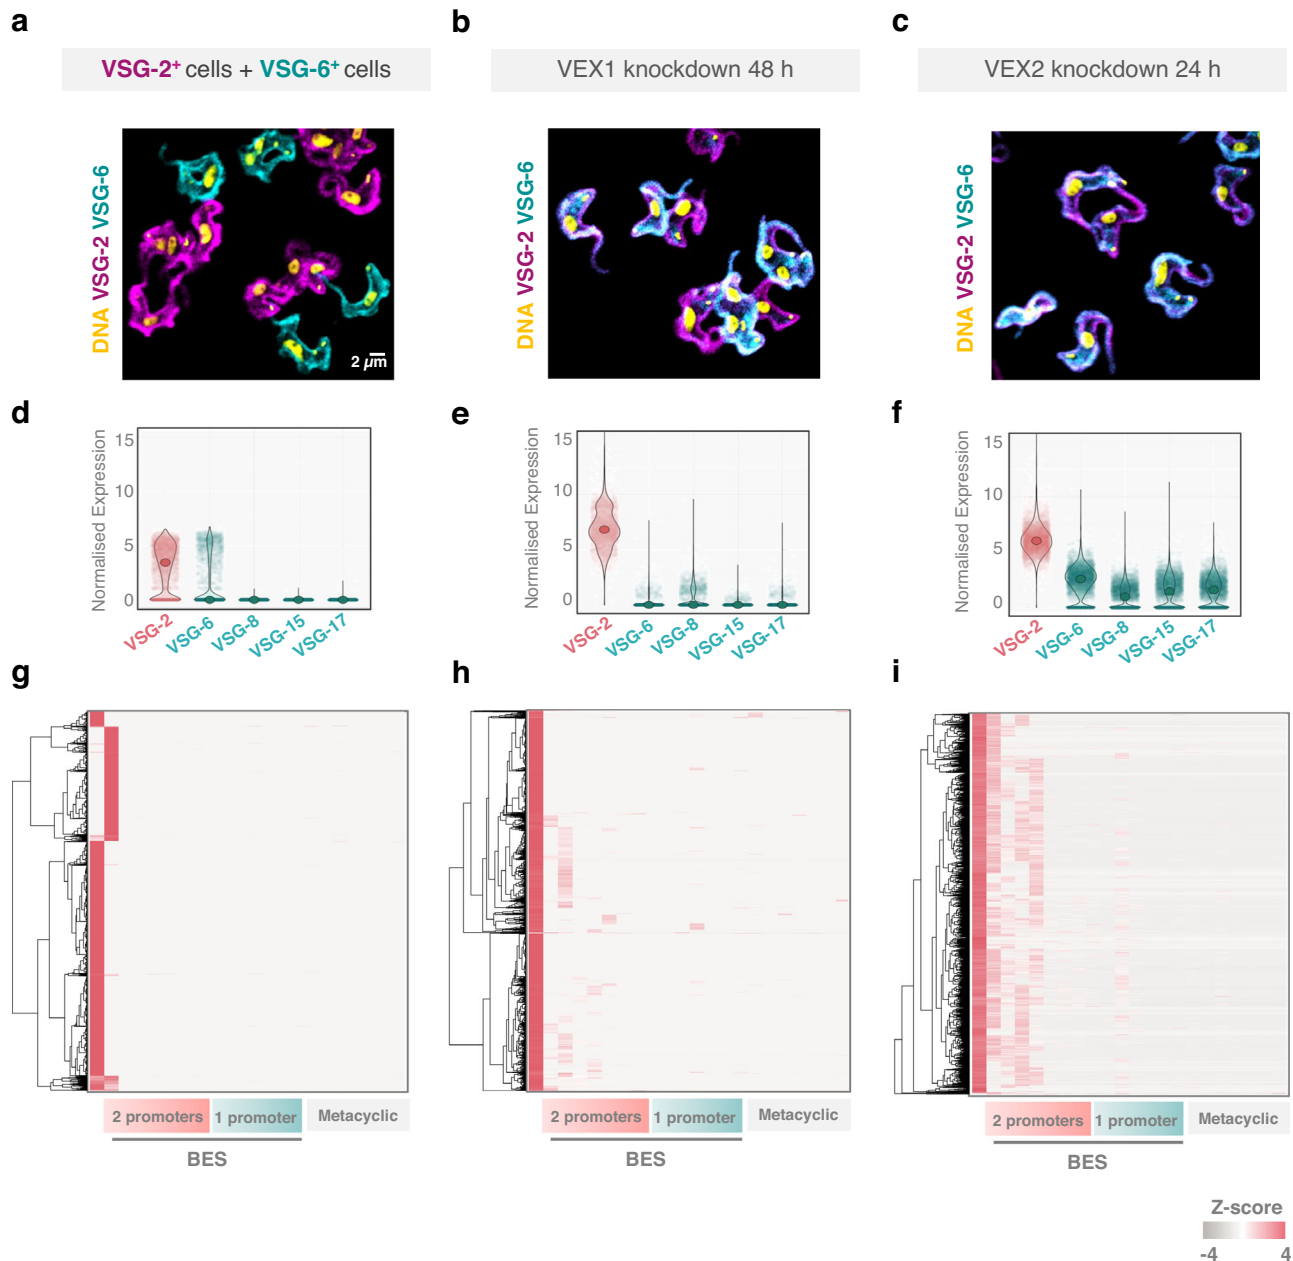 a
b
c
VSG-2+ cells + VSG-6+ cells
VEX1 knockdown 48 h
VEX2 knockdown 24 h
DNA VSG-2 VSG-6
2 µm
DNA VSG-2 VSG-6
DNA VSG-2 VSG-6
d
e
f
Normalised Expression
15
10
5
0
VSG-2
VSG-6
VSG-8
VSG-15
VSG-17
Normalised Expression
15
10
5
0
VSG-2
VSG-6
VSG-8
VSG-15
VSG-17
Normalised Expression
15
10
5
0
VSG-2
VSG-6
VSG-8
VSG-15
VSG-17
g
h
i
2 promoters
1 promoter
Metacyclic
BES
2 promoters
1 promoter
Metacyclic
BES
2 promoters
1 promoter
Metacyclic
BES
Z-score
-4
4